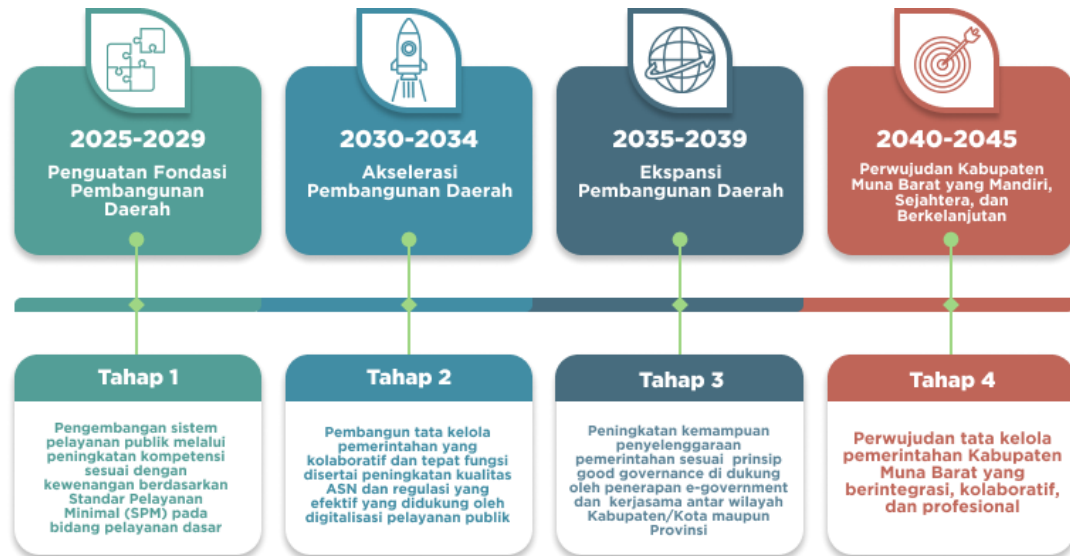 2025-2029
Penguatan Fondasi
Pembangunan
Daerah
2030-2034
Akselerasi
Pembangunan Daerah
2035-2039
Ekspansi
Pembangunan Daerah
2040-2045
Perwujudan Kabupaten
Muna Barat yang Mandiri,
Sejahtera, dan
Berkelanjutan
Tahap 1
Pengembangan sistem
pelayanan publik melalui
peningkatan kompetensi
sesuai dengan
kewenangan berdasarkan
Standar Pelayanan
Minimal (SPM) pada
bidang pelayanan dasar
Tahap 2
Pembangun tata kelola
pemerintahan yang
kolaboratif dan tepat fungsi
disertai peningkatan kualitas
ASN dan regulasi yang
efektif yang didukung oleh
digitalisasi pelayanan publik
Tahap 3
Peningkatan kemampuan
penyelenggaraan
pemerintahan sesuai prinsip
good governance di dukung
oleh penerapan e-government
dan kerjasama antar wilayah
Kabupaten/Kota maupun
Provinsi
Tahap 4
Perwujudan tata kelola
pemerintahan Kabupaten
Muna Barat yang
berintegrasi, kolaboratif,
dan profesional